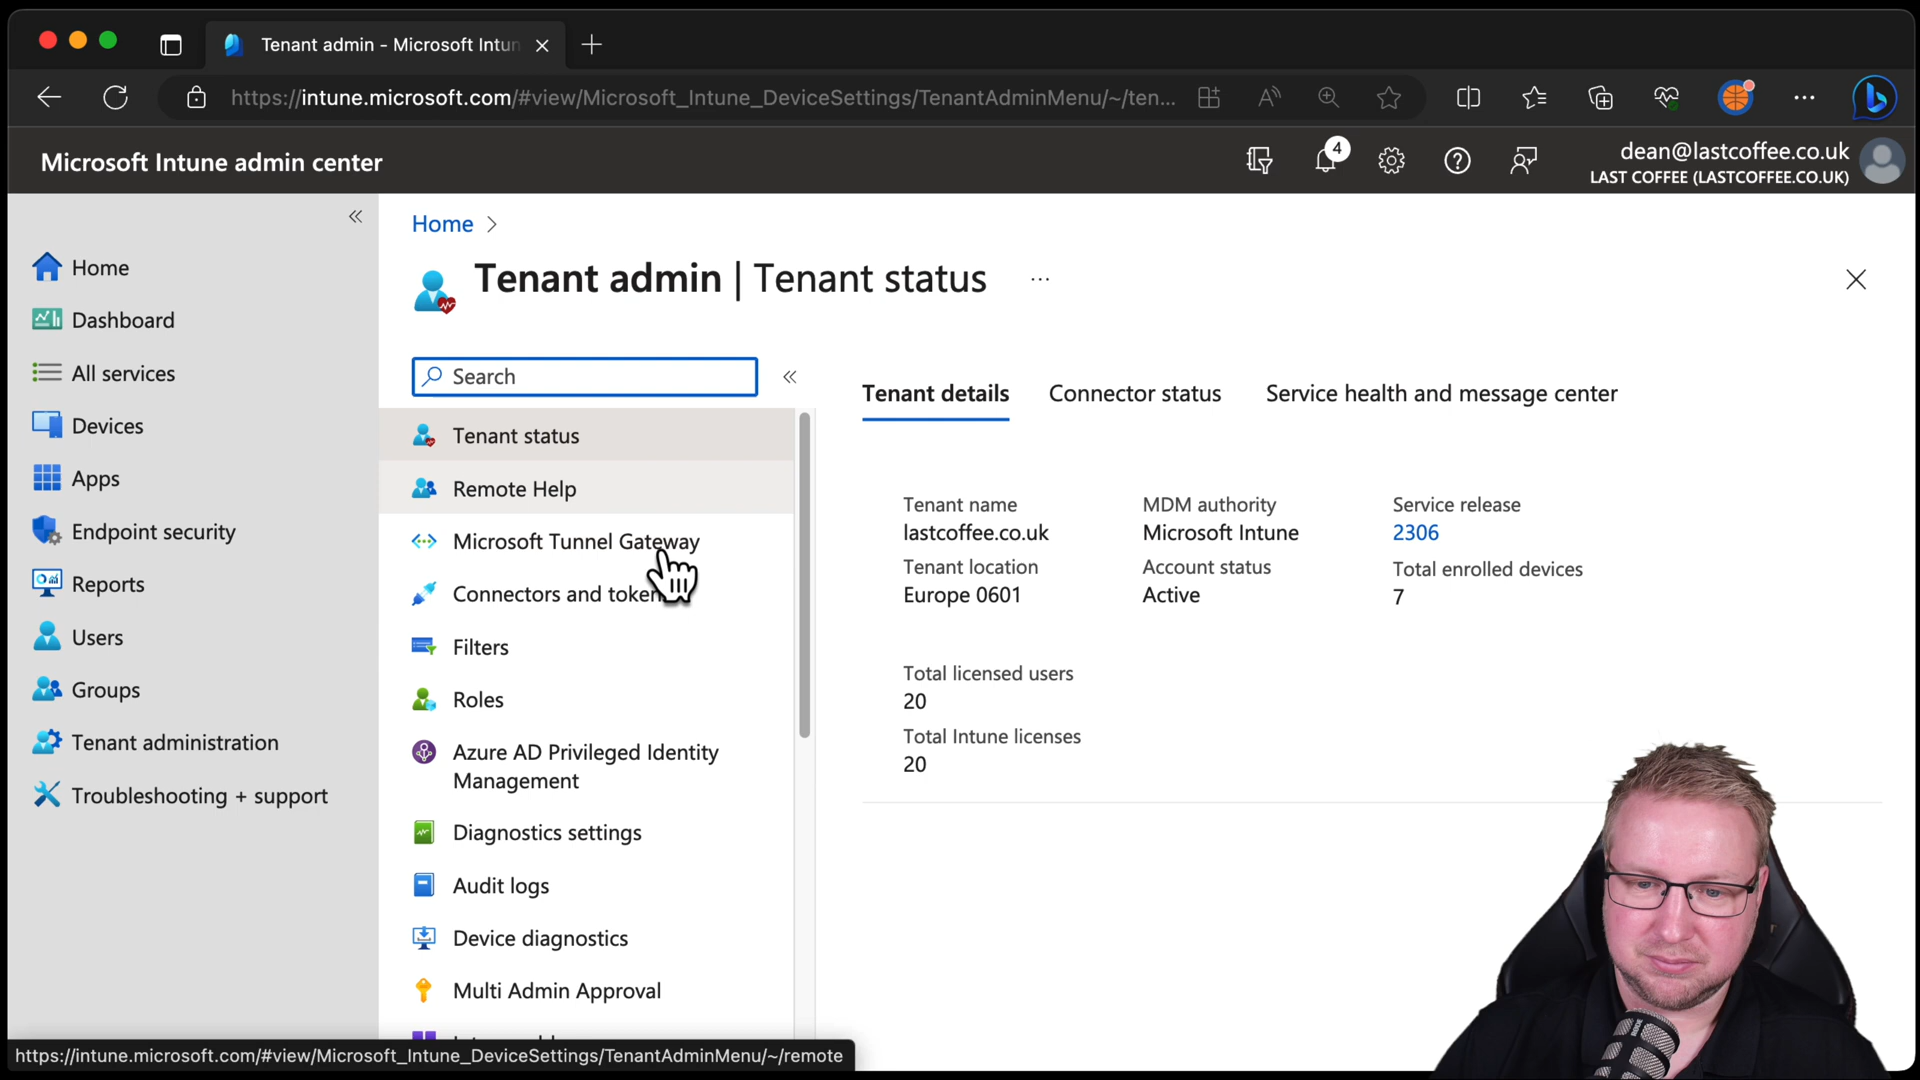 Tenant admin - Microsoft Intun
https://intune.microsoft.com/#view/Microsoft_Intune_DeviceSettings/TenantAdminMenu/~/ten...
Microsoft Intune admin center
4
dean@lastcoffee.co.uk
LAST COFFEE (LASTCOFFEE.CO.UK)
Home
Dashboard
All services
Devices
Apps
Endpoint security
Reports
Users
Groups
Tenant administration
Troubleshooting + support
Home
Tenant admin | Tenant status
Search
Tenant status
Remote Help
Microsoft Tunnel Gateway
Connectors and token
Filters
Roles
Azure AD Privileged Identity
Management
Diagnostics settings
Audit logs
Device diagnostics
Multi Admin Approval
Tenant details
Connector status
Service health and message center
Tenant name
lastcoffee.co.uk
MDM authority
Microsoft Intune
Service release
2306
Tenant location
Europe 0601
Account status
Active
Total enrolled devices
7
Total licensed users
20
Total Intune licenses
20
https://intune.microsoft.com/#view/Microsoft_Intune_DeviceSettings/TenantAdminMenu/~/remote